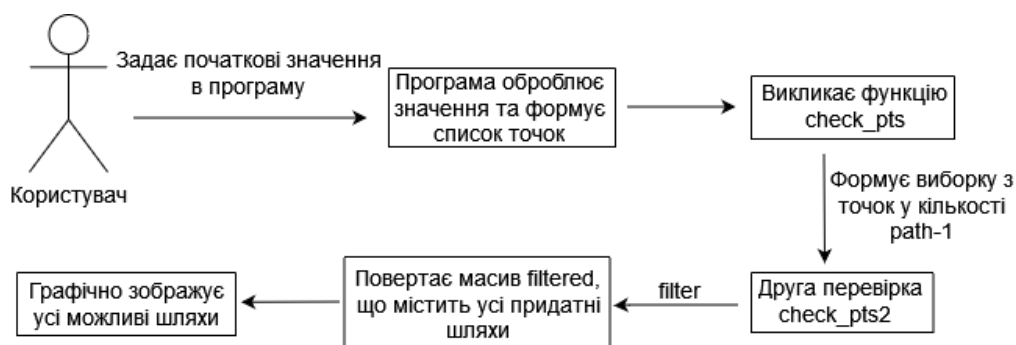 Задає початкові значення
в програму
Програма оброблює
значення та формує
список точок
Викликає функцію
check_pts
Користувач
Формує виборку з
точок у кількості
path-1
Друга перевірка
check_pts2
filter
Повертає масив filtered,
що містить усі придатні
шляхи
Графічно зображує
усі можливі шляхи